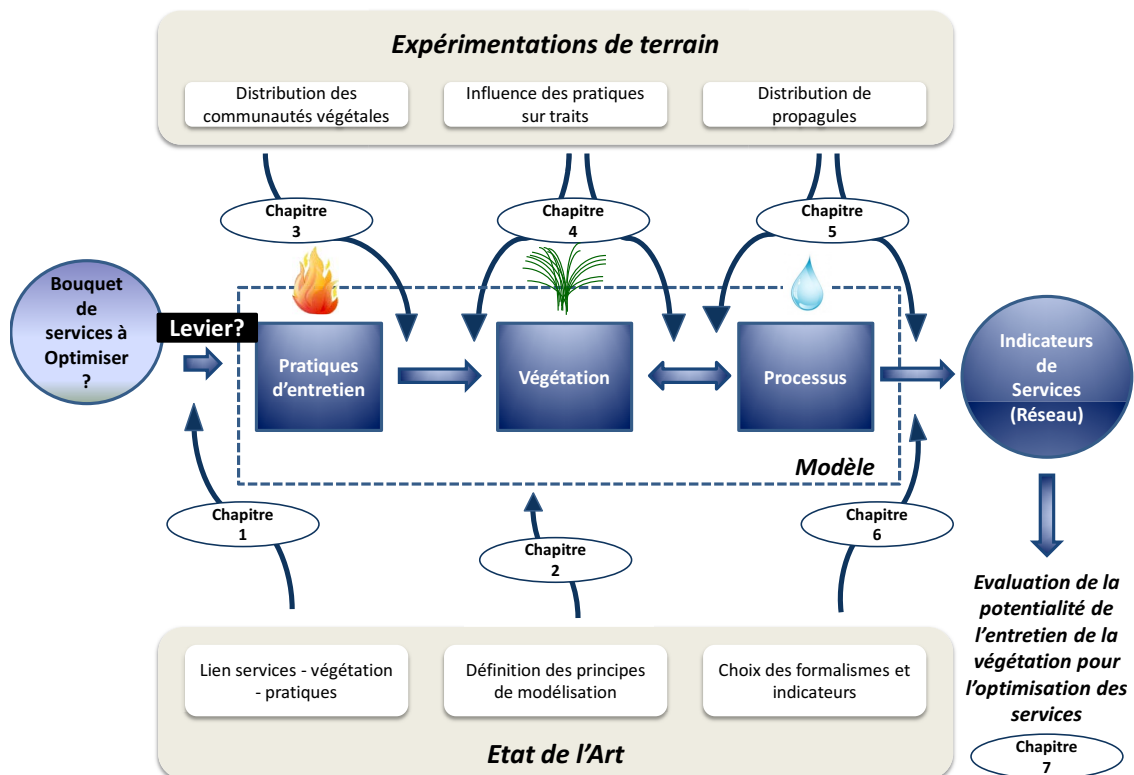 Expérimentations de terrain
Distribution des
communautés végétales
Influence des pratiques
sur traits
Distribution de
propagules
Chapitre
3
Chapitre
4
Chapitre
5
Bouquet
de
services à
Optimiser
?
Levier?
Pratiques
d'entretien
Végétation
Processus
Indicateurs
de
Services
(Réseau)
Modèle
Chapitre
1
Chapitre
2
Chapitre
6
Evaluation de la
potentialité de
l'entretien de la
végétation pour
l'optimisation des
services
Chapitre
7
Lien services - végétation
- pratiques
Définition des principes
de modélisation
Choix des formalismes et
indicateurs
Etat de l'Art